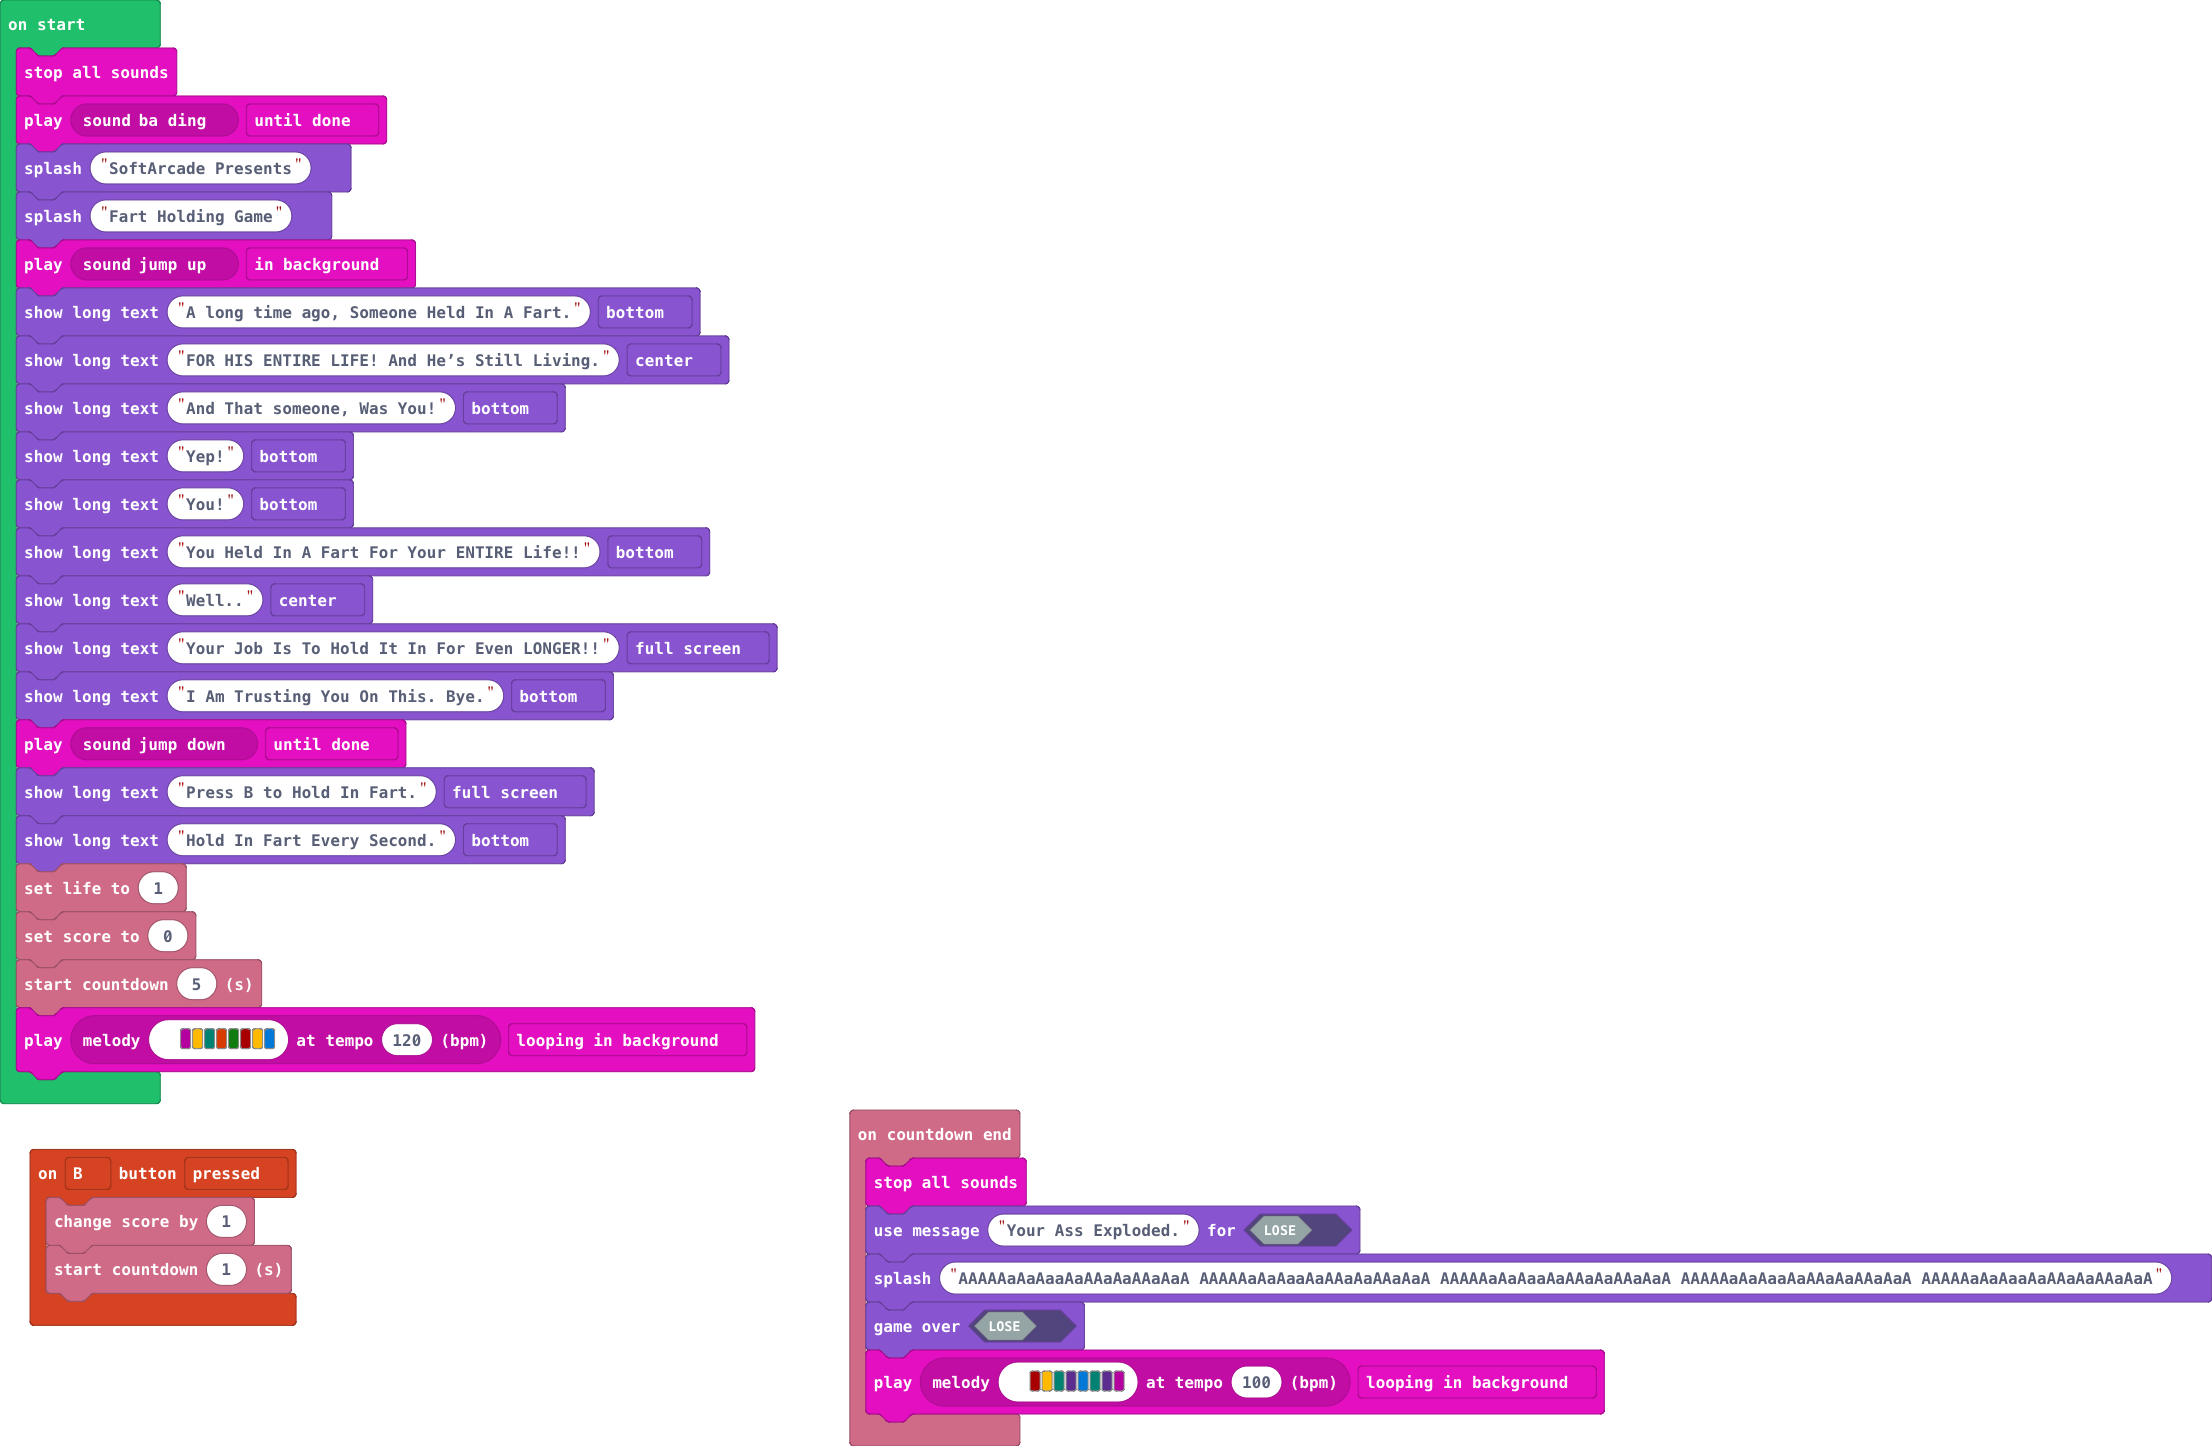 on start
stop all sounds
play sound ba ding until done
splash "SoftArcade Presents"
splash "Fart Holding Game"
play sound jump up in background
show long text "A long time ago, Someone Held In A Fart." bottom
show long text "FOR HIS ENTIRE LIFE! And He’s Still Living." center
show long text "And That someone, Was You!" bottom
show long text "Yep!" bottom
show long text "You!" bottom
show long text "You Held In A Fart For Your ENTIRE Life!!" bottom
show long text "Well.." center
show long text "Your Job Is To Hold It In For Even LONGER!!" full screen
show long text "I Am Trusting You On This. Bye." bottom
play sound jump down until done
show long text "Press B to Hold In Fart." full screen
show long text "Hold In Fart Every Second." bottom
set life to 1
set score to 0
start countdown 5 (s)
play melody at tempo 120 (bpm) looping in background
on B button pressed
change score by 1
start countdown 1 (s)
on countdown end
stop all sounds
use message "Your Ass Exploded." for LOSE
splash "AAAAAaAaAaaAaAAaAaAAaAaA AAAAAaAaAaaAaAAaAaAaAaAaA AAAAAaAaAaaAaAAaAaAaAaAaA AAAAAaAaAaaAaAAaAaAaAaAaA AAAAAaAaAaaAaAAaAaAaAaAaA"
game over LOSE
play melody at tempo 100 (bpm) looping in background